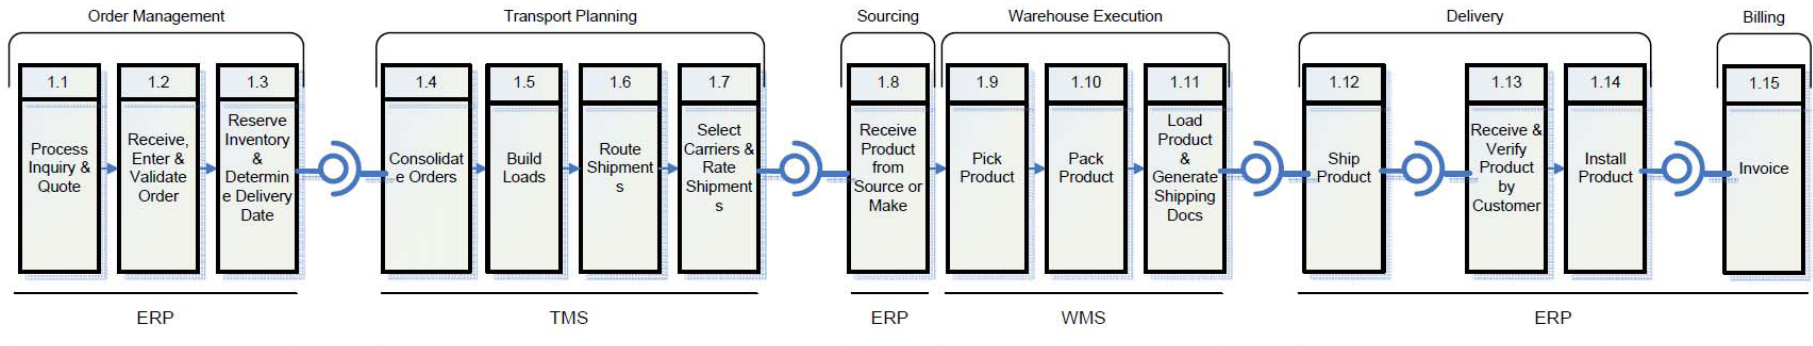 Order Management
Transport Planning
Sourcing
Warehouse Execution
Delivery
Billing
1.1
Process
Inquiry &
Quote
1.2
Receive,
Enter &
Validate
Order
1.3
Reserve
Inventory
&
Determin
e Delivery
Date
1.4
Consolidat
e Orders
1.5
Build
Loads
1.6
Route
Shipment
s
1.7
Select
Carriers &
Rate
Shipment
s
1.8
Receive
Product
from
Source or
Make
1.9
Pick
Product
1.10
Pack
Product
1.11
Load
Product
&
Generate
Shipping
Docs
1.12
Ship
Product
1.13
Receive &
Verify
Product
by
Customer
1.14
Install
Product
1.15
Invoice
ERP
TMS
ERP
WMS
ERP